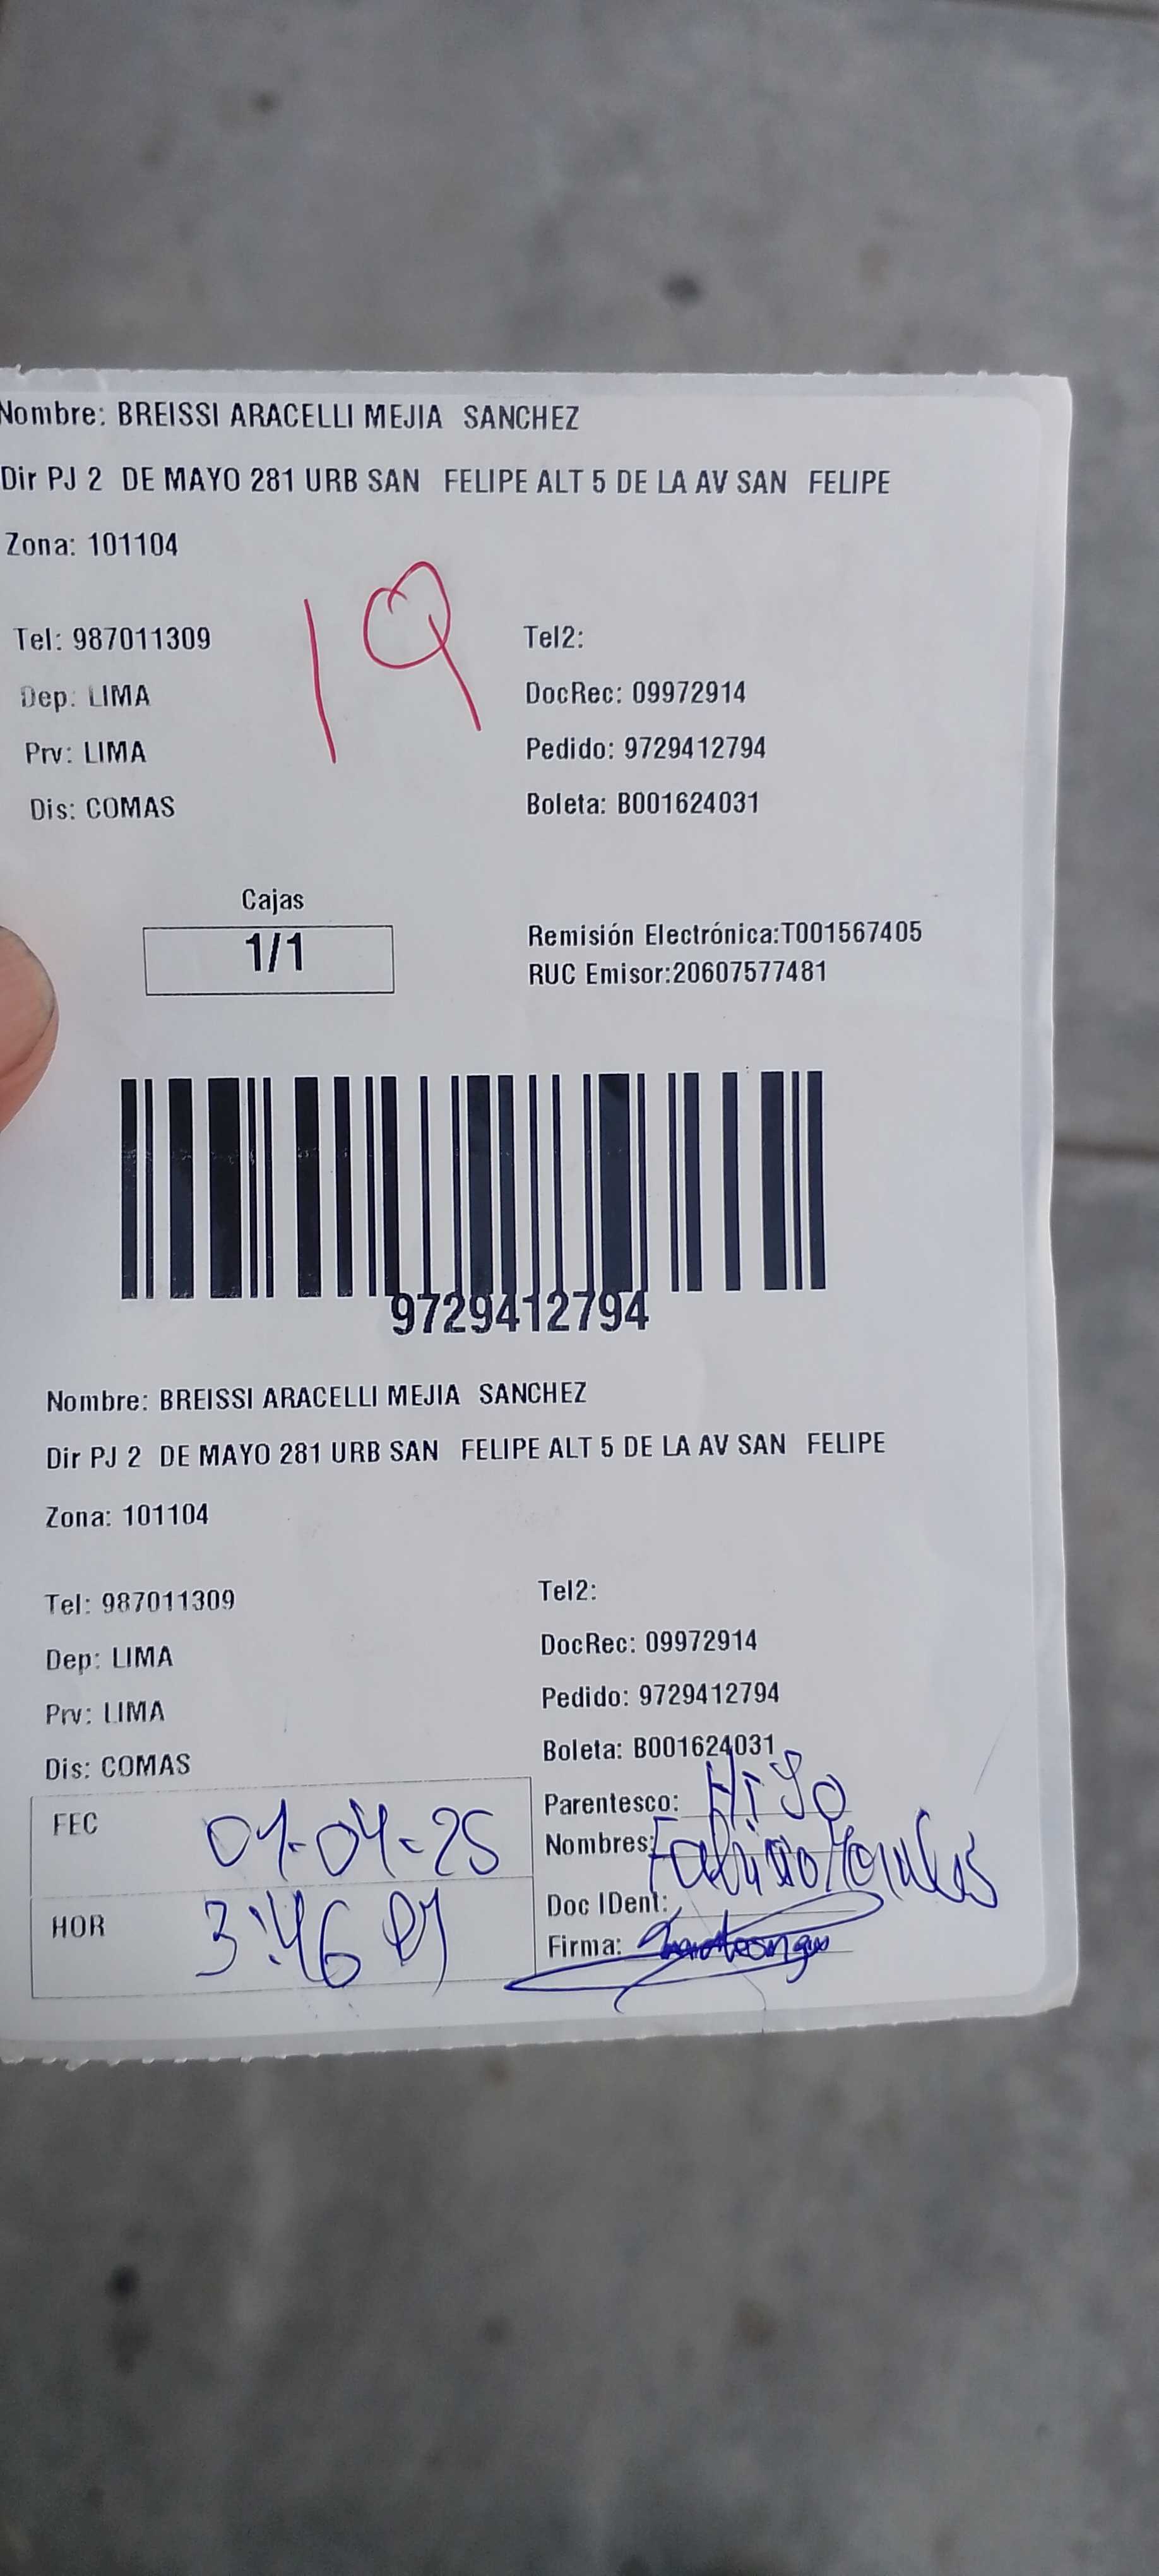 Nombre: BREISSI ARACELLI MEJIA SANCHEZ
Dir PJ 2 DE MAYO 281 URB SAN FELIPE ALT 5 DE LA AV SAN FELIPE
Zona: 101104
19
Tel: 987011309
Tel2:
Dep: LIMA
DocRec: 09972914
Prv: LIMA
Pedido: 9729412794
Dis: COMAS
Boleta: B001624031
Cajas
1/1
Remisión Electrónica:T001567405
RUC Emisor:20607577481
9729412794
Nombre: BREISSI ARACELLI MEJIA SANCHEZ
Dir PJ 2 DE MAYO 281 URB SAN FELIPE ALT 5 DE LA AV SAN FELIPE
Zona: 101104
Tel: 987011309
Tel2:
Dep: LIMA
DocRec: 09972914
Prv: LIMA
Pedido: 9729412794
Dis: COMAS
Boleta: B001624031
FEC 01-04-25
Parentesco: HiJo
Nombres: Fabricio Morales
HOR 3:46
Doc IDent:
Firma: